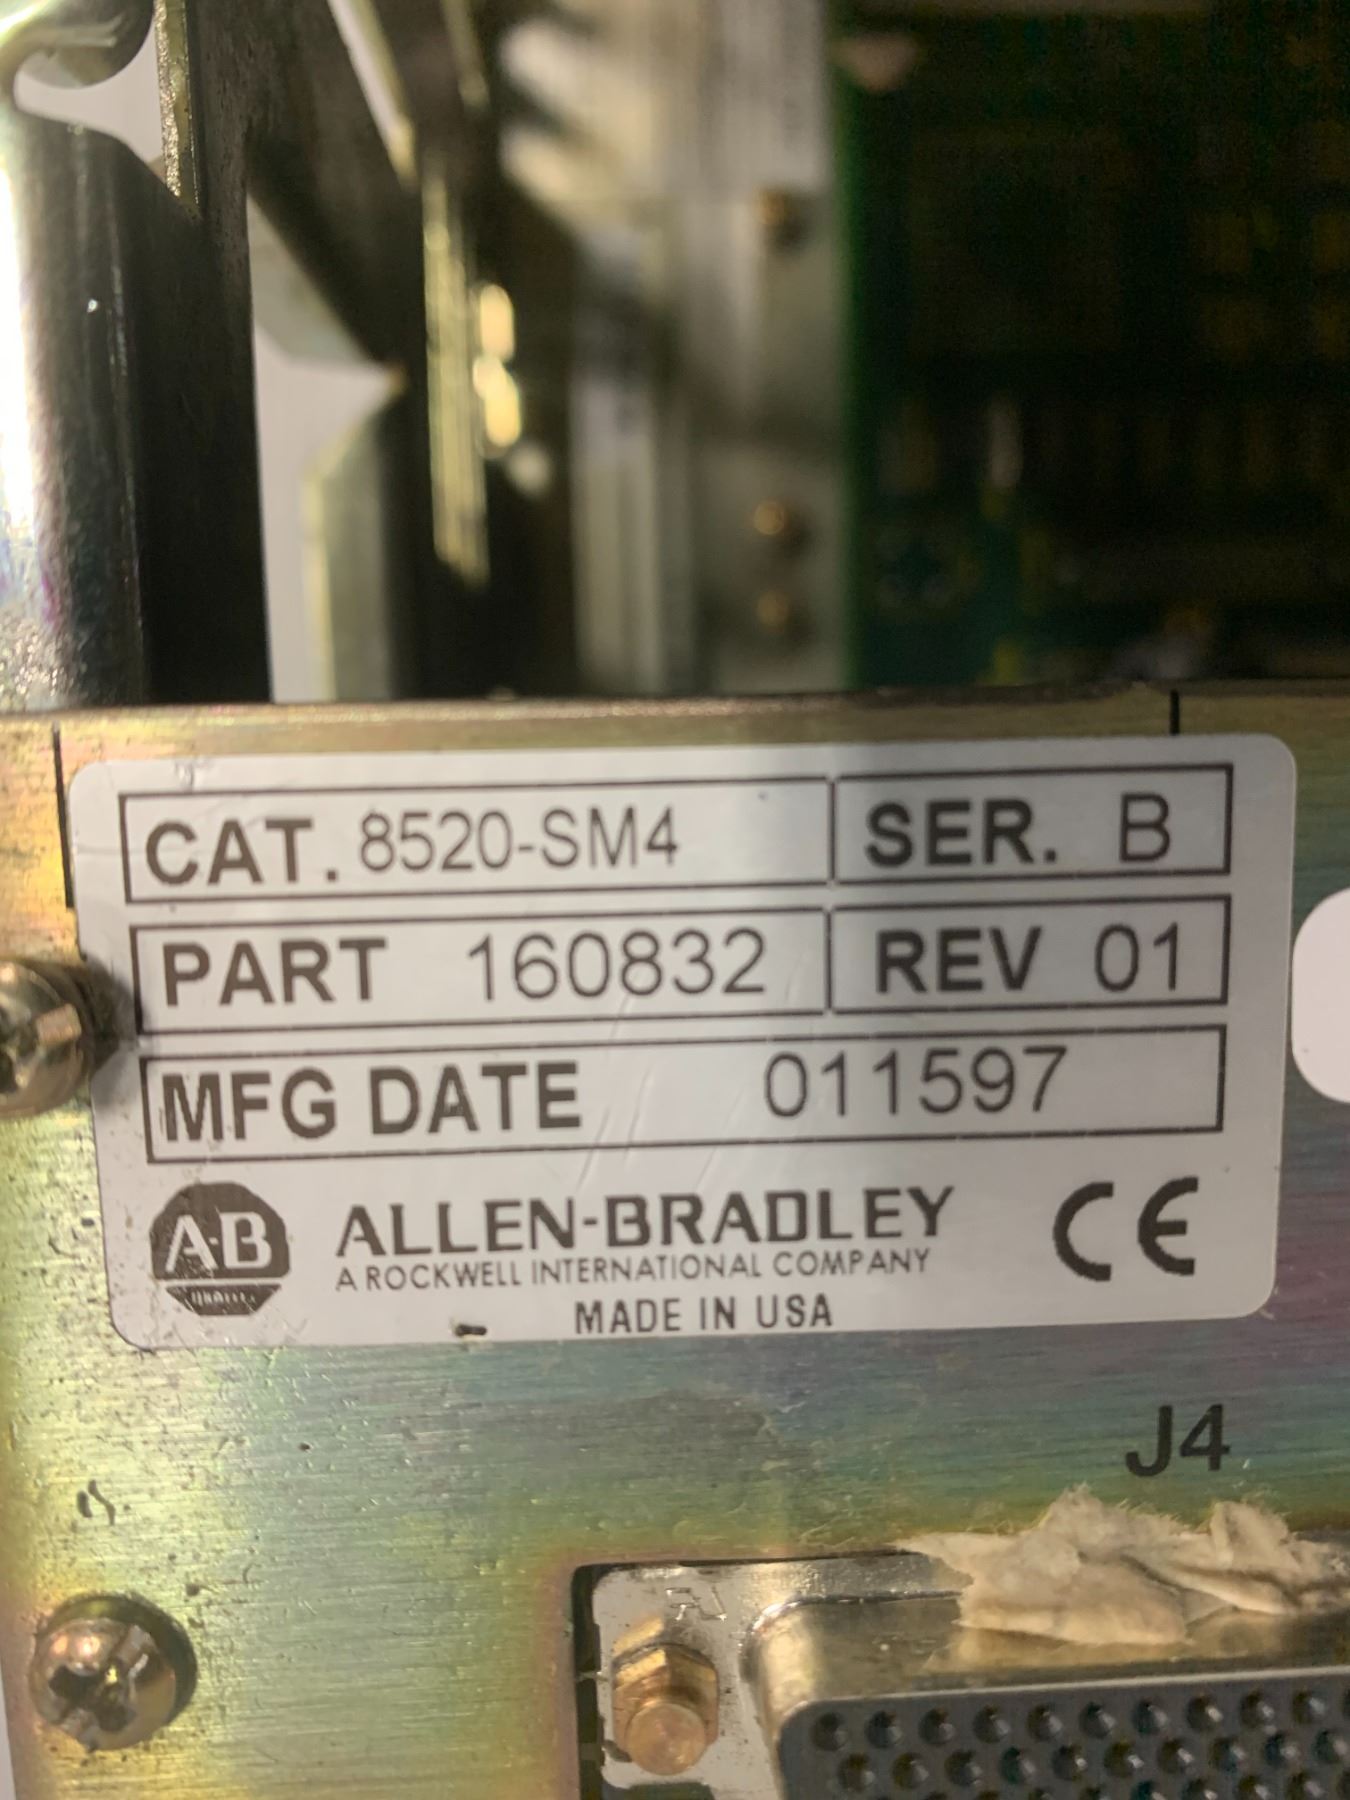 CAT. 8520-SM4 SER. B
PART 160832 REV 01
MFG DATE 011597
A-B
QUALITY
ALLEN-BRADLEY
A ROCKWELL INTERNATIONAL COMPANY
CE
MADE IN USA
J4